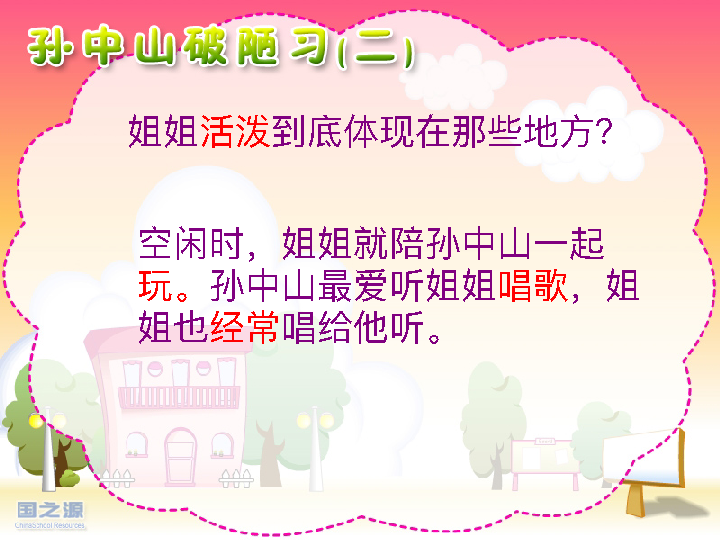 孙中山破陋习(二)
姐姐活泼到底体现在那些地方?
空闲时，姐姐就陪孙中山一起
玩。孙中山最爱听姐姐唱歌，姐
姐也经常唱给他听。
国之源
ChinaSchool Resources